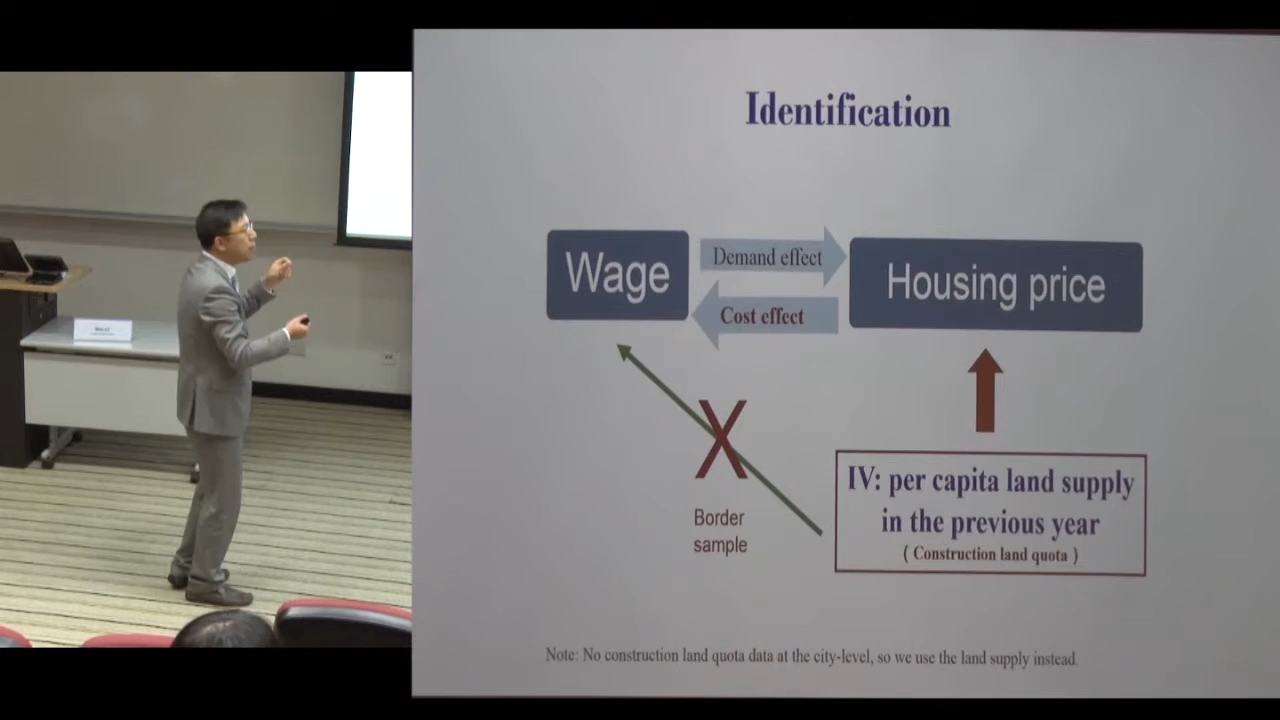 Identification
Wage
Demand effect
Cost effect
Housing price
Border
sample
IV: per capita land supply
in the previous year
( Construction land quota )
Note: No construction land quota data at the city-level, so we use the land supply instead.